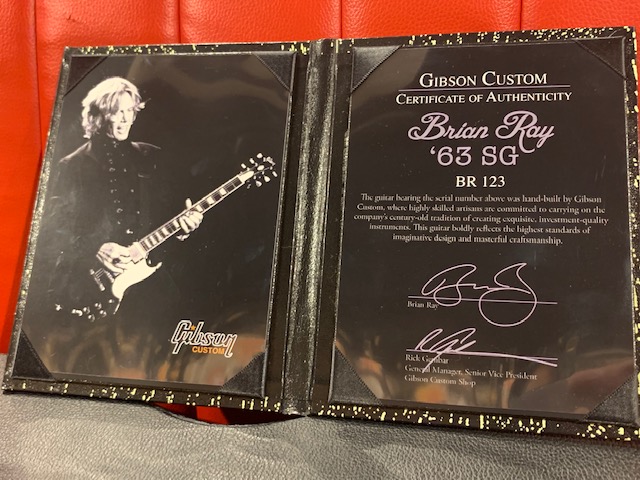 Gibson
CUSTOM
GIBSON CUSTOM
CERTIFICATE OF AUTHENTICITY
Brian Ray
'63 SG
BR 123
The guitar bearing the serial number above was hand-built by Gibson
Custom, where highly skilled artisans are committed to carrying on the
company's century-old tradition of creating exquisite, investment-quality
instruments. This guitar boldly reflects the highest standards of
imaginative design and masterful craftsmanship.
Brian Ray
Rick Gembar
General Manager, Senior Vice President
Gibson Custom Shop